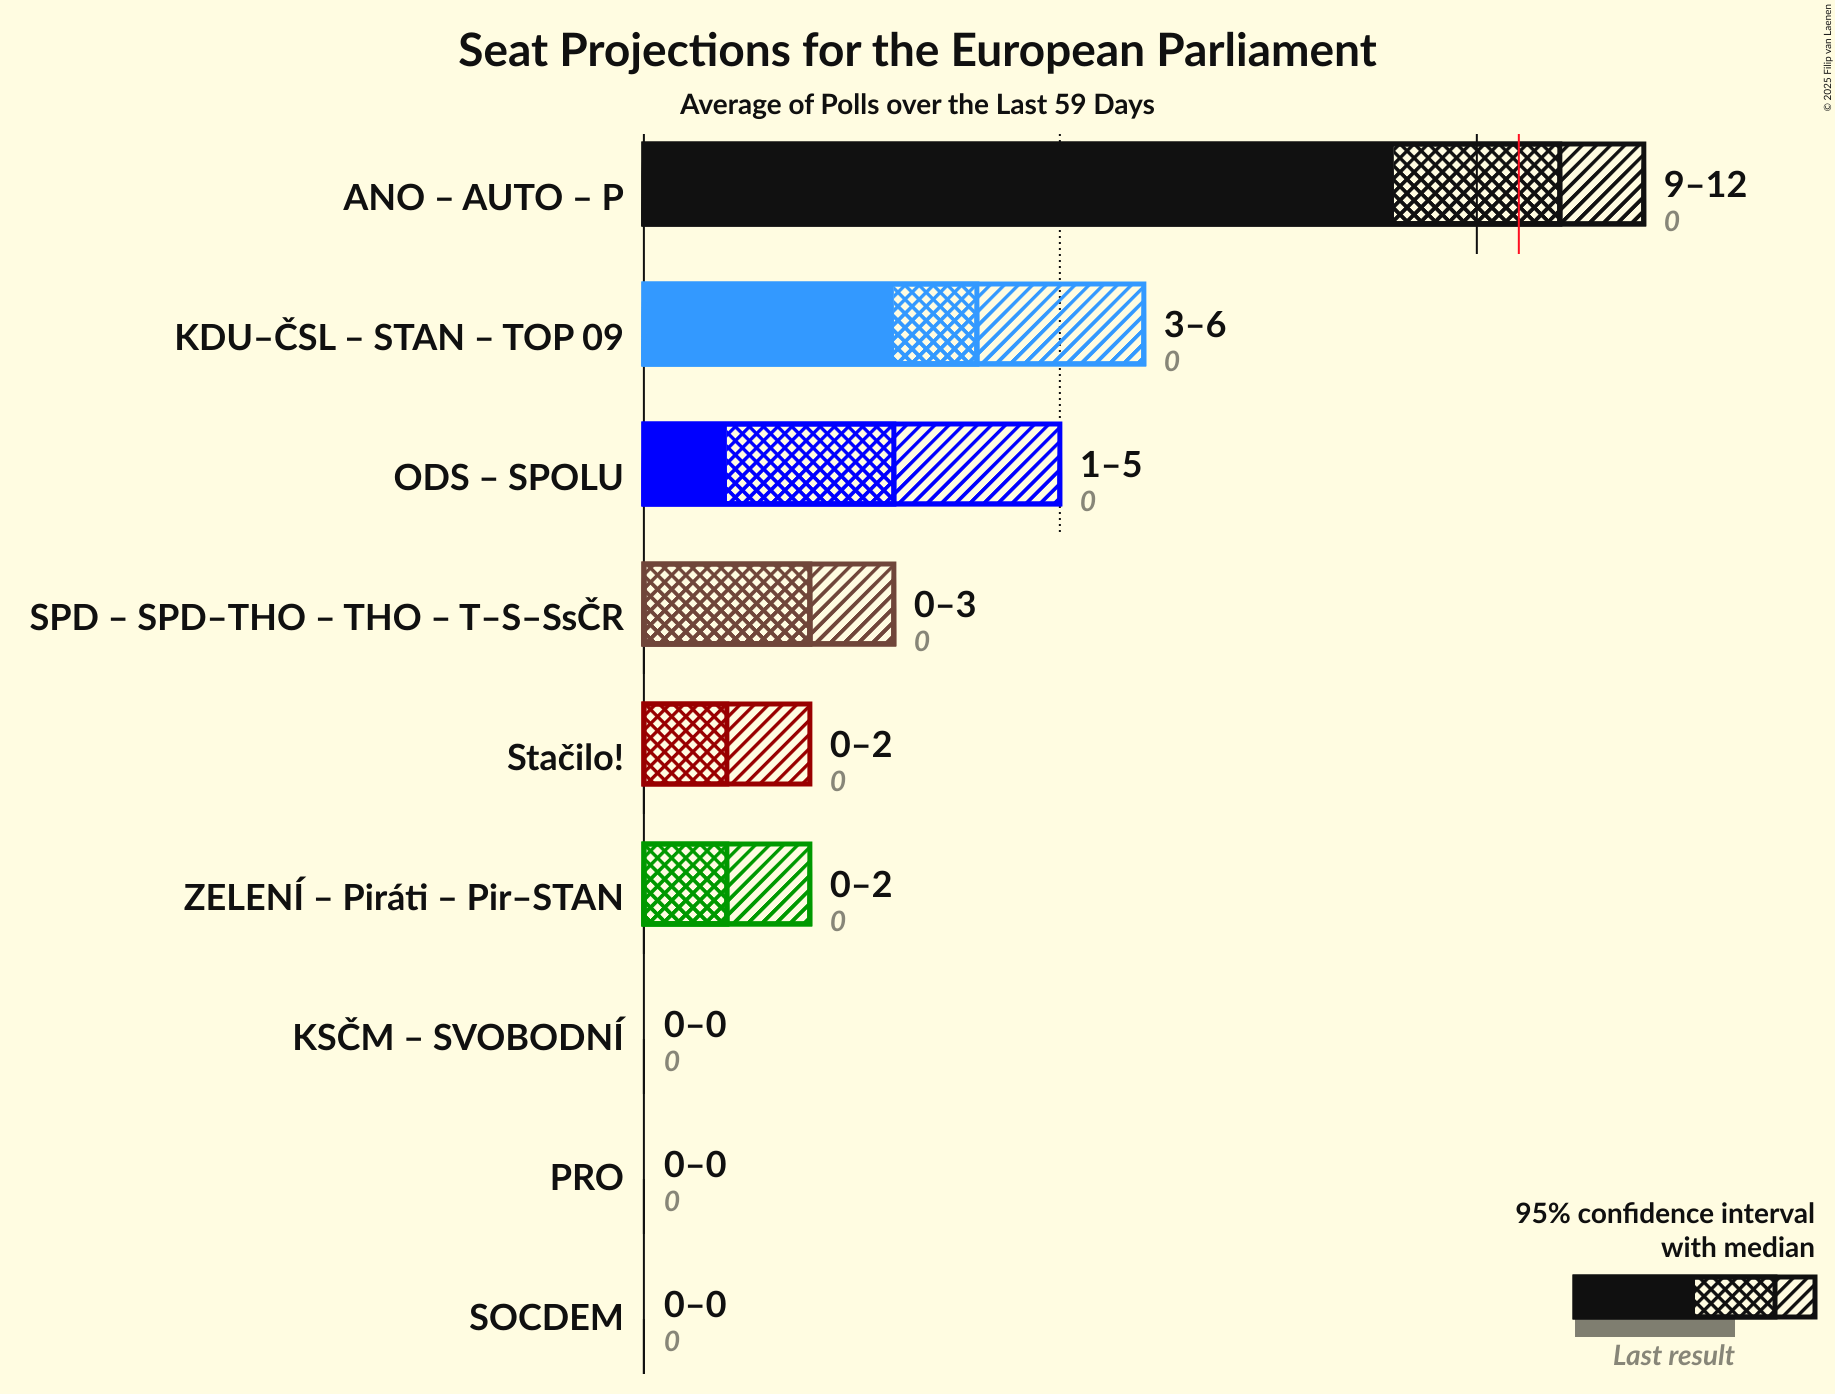 Seat Projections for the European Parliament
Average of Polls over the Last 59 Days
© 2025 Filip van Laenen
ANO – AUTO – P
9–12
0
KDU–ČSL – STAN – TOP 09
3–6
0
ODS – SPOLU
1–5
0
SPD – SPD–THO – THO – T–S–SsČR
0–3
0
Stačilo!
0–2
0
ZELENÍ – Piráti – Pir–STAN
0–2
0
KSČM – SVOBODNÍ
0–0
0
PRO
0–0
0
SOCDEM
0–0
0
95% confidence interval
with median
Last result